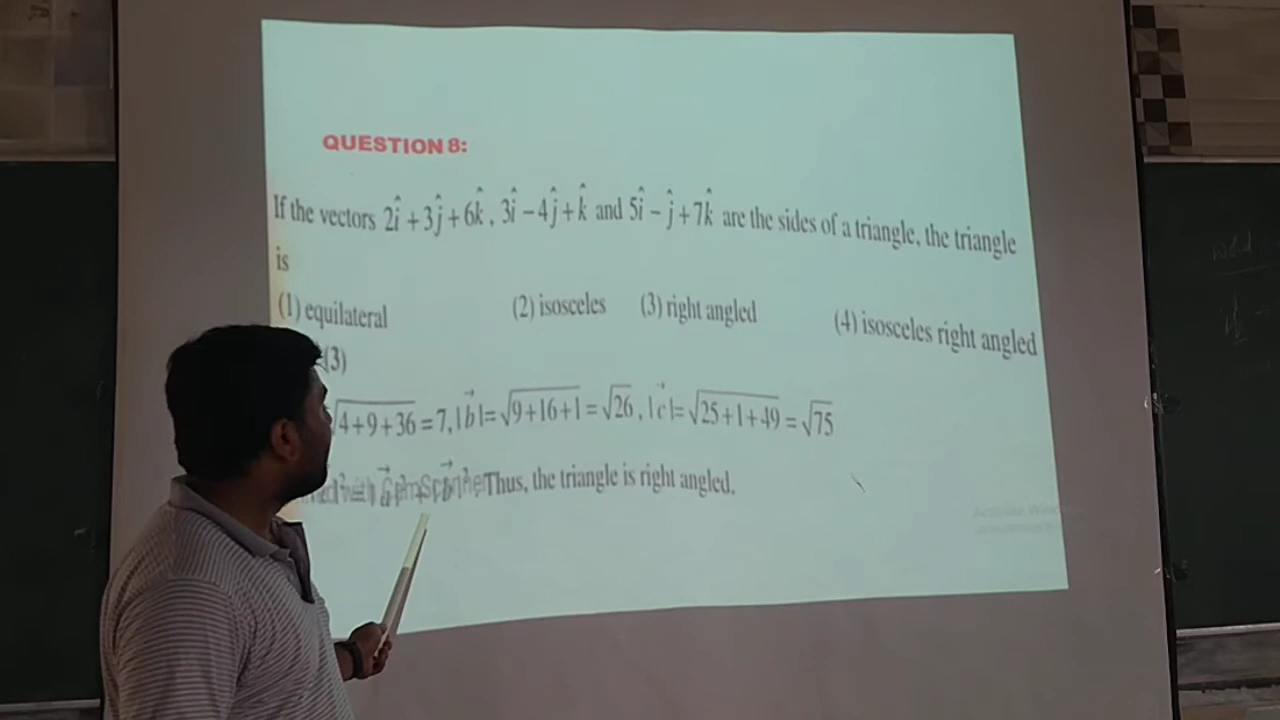 QUESTION 8:
If the vectors 2î + 3ĵ + 6k̂ , 3î − 4ĵ + k̂ and 5î − ĵ + 7k̂ are the sides of a triangle, the triangle
is
(1) equilateral (2) isosceles (3) right angled (4) isosceles right angled
(3)
√4+9+36 = 7, |b⃗|= √9+16+1 = √26 , |c⃗|= √25+1+49 = √75
Thus, the triangle is right angled.